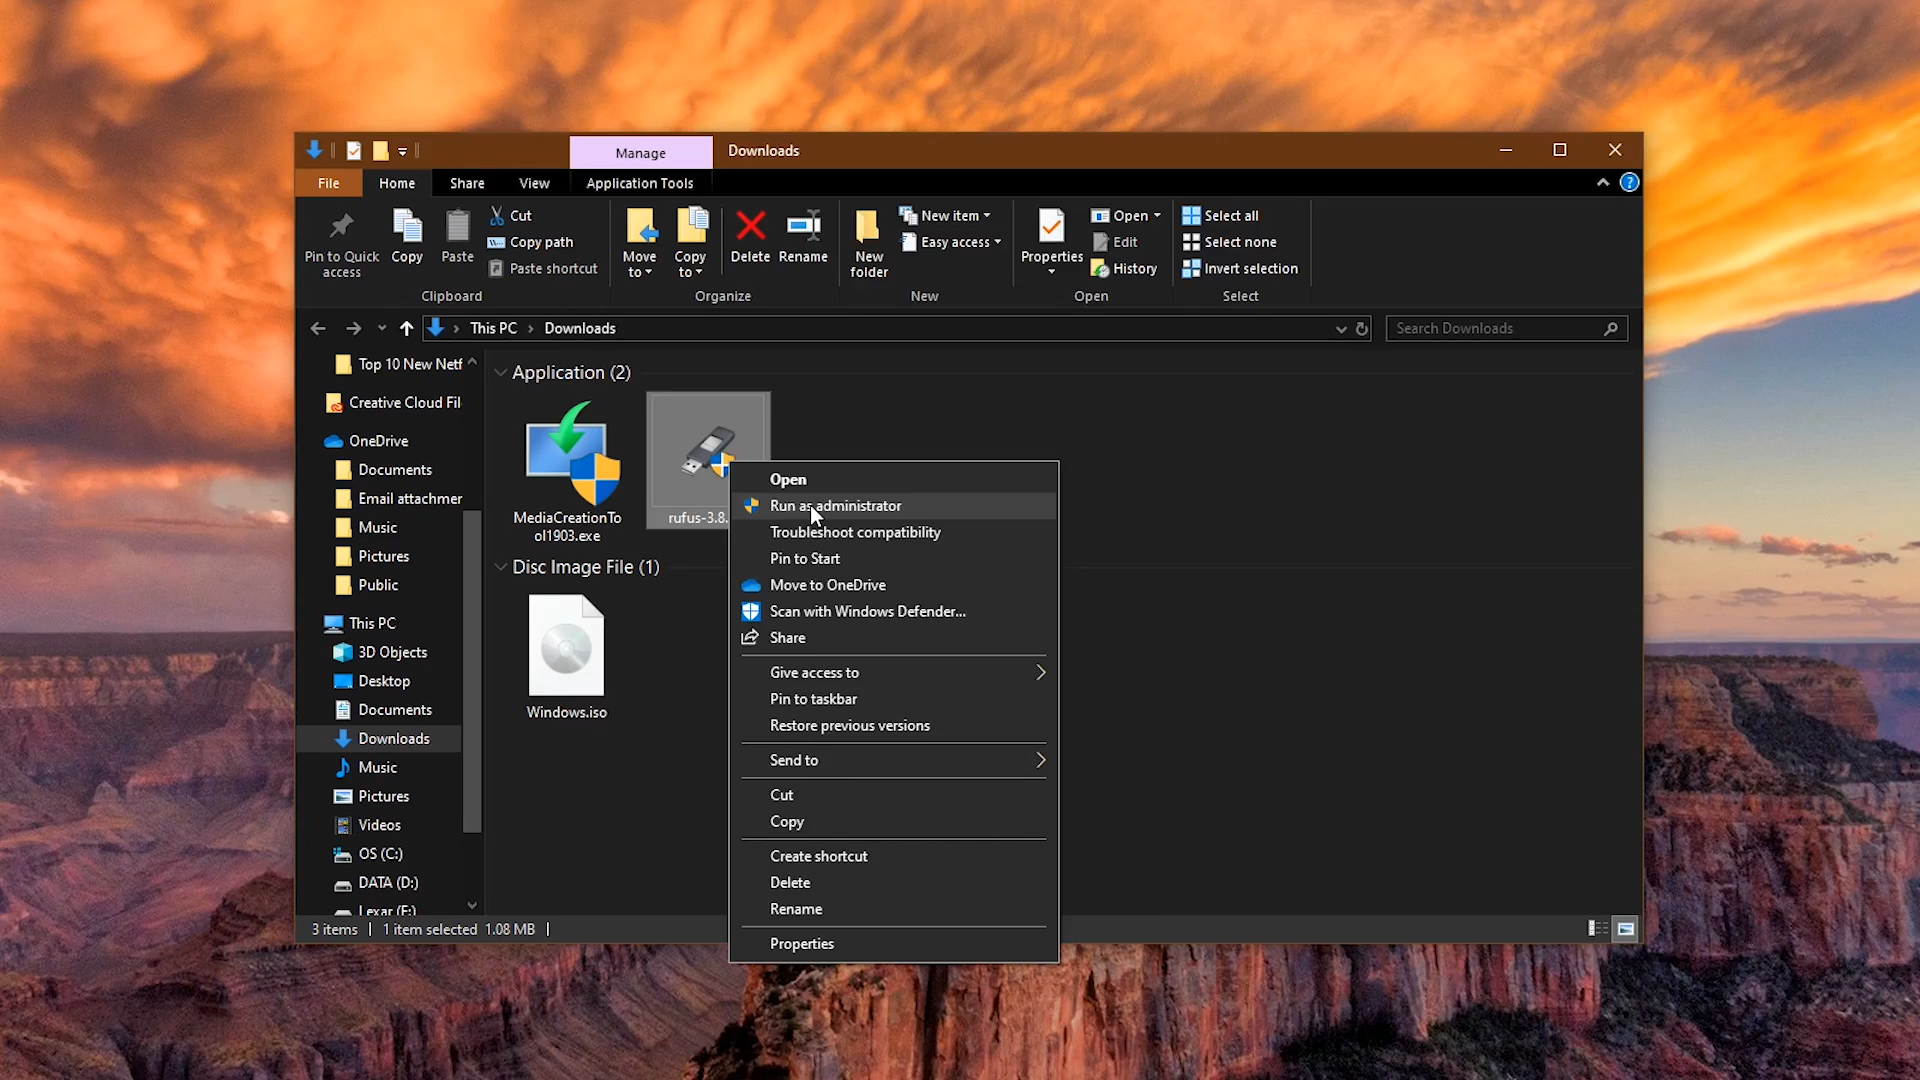 Manage
Downloads
File
Home
Share
View
Application Tools
Pin to Quick
access
Copy
Paste
Cut
Copy path
Paste shortcut
Clipboard
Move
to
Copy
to
Delete
Rename
Organize
New
folder
New item
Easy access
New
Properties
Open
Edit
History
Open
Select all
Select none
Invert selection
Select
This PC
Downloads
Search Downloads
Top 10 New Netf
Creative Cloud Fil
OneDrive
Documents
Email attachmer
Music
Pictures
Public
This PC
3D Objects
Desktop
Documents
Downloads
Music
Pictures
Videos
OS (C:)
DATA (D:)
Lexar (F:)
Application (2)
MediaCreationTo
ol1903.exe
rufus-3.8.
Disc Image File (1)
Windows.iso
Open
Run as administrator
Troubleshoot compatibility
Pin to Start
Move to OneDrive
Scan with Windows Defender...
Share
Give access to
Pin to taskbar
Restore previous versions
Send to
Cut
Copy
Create shortcut
Delete
Rename
Properties
3 items
1 item selected 1.08 MB